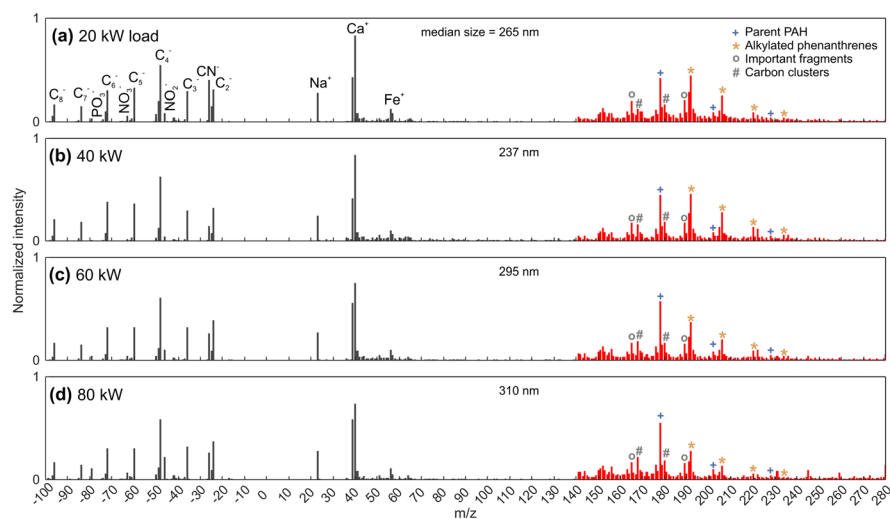 1
(a) 20 kW load
median size = 265 nm
Ca⁺
+ Parent PAH
* Alkylated phenanthrenes
o Important fragments
# Carbon clusters
C₈⁻ C₇⁻ PO₃⁻ C₆⁻ NO₃⁻ C₅⁻ C₄⁻ NO₂⁻ C₃⁻ CN⁻ C₂⁻ Na⁺ Fe⁺
0
1
(b) 40 kW
237 nm
0
Normalized intensity
1
(c) 60 kW
295 nm
0
1
(d) 80 kW
310 nm
0
-100 -90 -80 -70 -60 -50 -40 -30 -20 -10 0 10 20 30 40 50 60 70 80 90 100 110 120 130 140 150 160 170 180 190 200 210 220 230 240 250 260 270 280
m/z